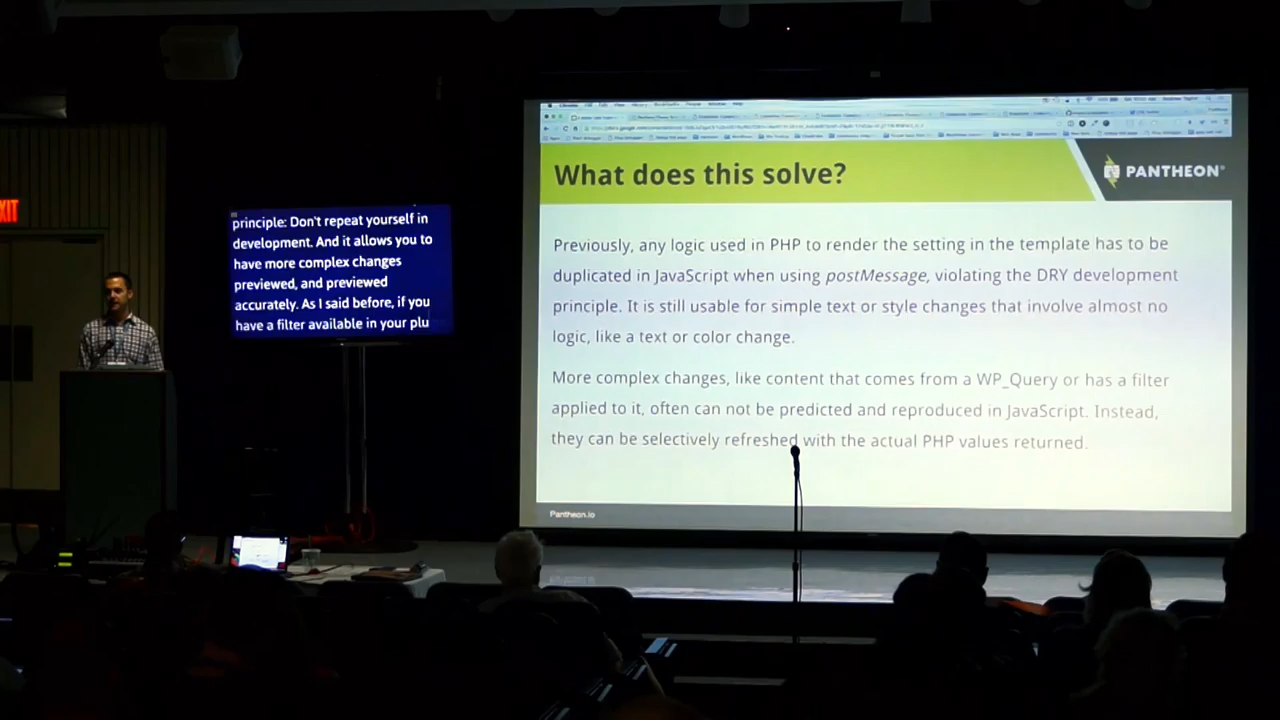 XIT
principle: Don't repeat yourself in
development. And it allows you to
have more complex changes
previewed, and previewed
accurately. As I said before, if you
have a filter available in your plu
What does this solve?
PANTHEON
Previously, any logic used in PHP to render the setting in the template has to be
duplicated in JavaScript when using postMessage, violating the DRY development
principle. It is still usable for simple text or style changes that involve almost no
logic, like a text or color change.
More complex changes, like content that comes from a WP_Query or has a filter
applied to it, often can not be predicted and reproduced in JavaScript. Instead,
they can be selectively refreshed with the actual PHP values returned.
Pantheon.io